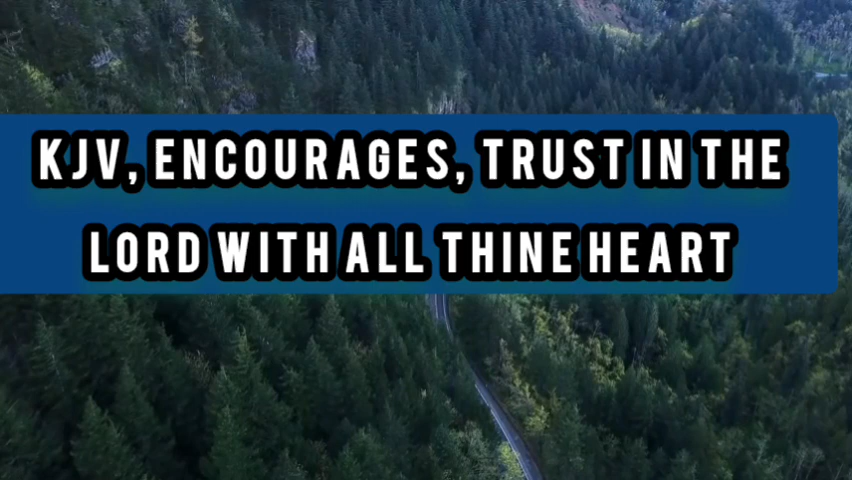 KJV, ENCOURAGES, TRUST IN THE
LORD WITH ALL THINE HEART